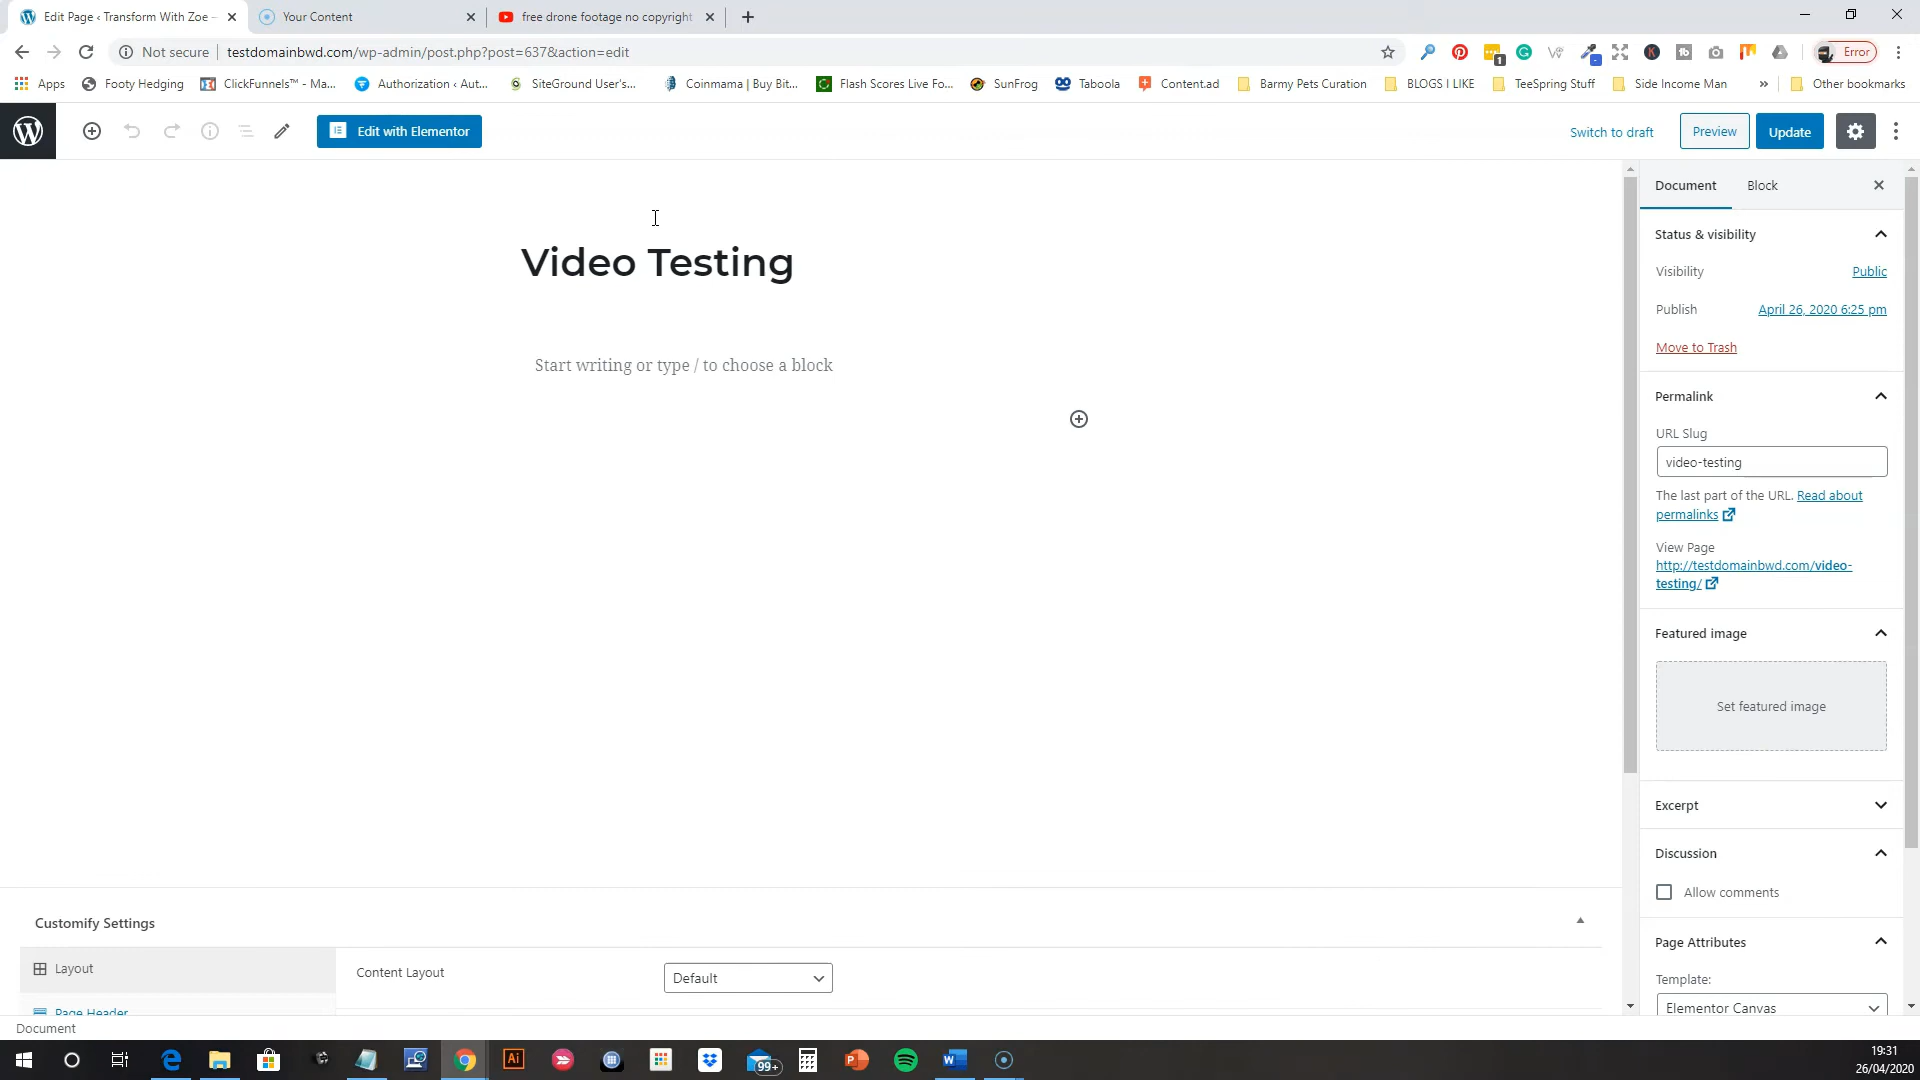 Edit Page ‹ Transform With Zoe –
Your Content
free drone footage no copyright
Not secure
testdomainbwd.com/wp-admin/post.php?post=637&action=edit
1
Error
Apps
Footy Hedging
ClickFunnels™ - Ma...
Authorization ‹ Aut...
SiteGround User's...
Coinmama | Buy Bit...
Flash Scores Live Fo...
SunFrog
Taboola
Content.ad
Barmy Pets Curation
BLOGS I LIKE
TeeSpring Stuff
Side Income Man
»
Other bookmarks
Edit with Elementor
Switch to draft
Preview
Update
Video Testing
Start writing or type / to choose a block
Document
Block
Status & visibility
Visibility
Public
Publish
April 26, 2020 6:25 pm
Move to Trash
Permalink
URL Slug
video-testing
The last part of the URL. Read about
permalinks
View Page
http://testdomainbwd.com/video-
testing/
Featured image
Set featured image
Excerpt
Discussion
Allow comments
Page Attributes
Template:
Elementor Canvas
Customify Settings
Layout
Content Layout
Default
Page Header
Document
Ai
99+
19:31
26/04/2020